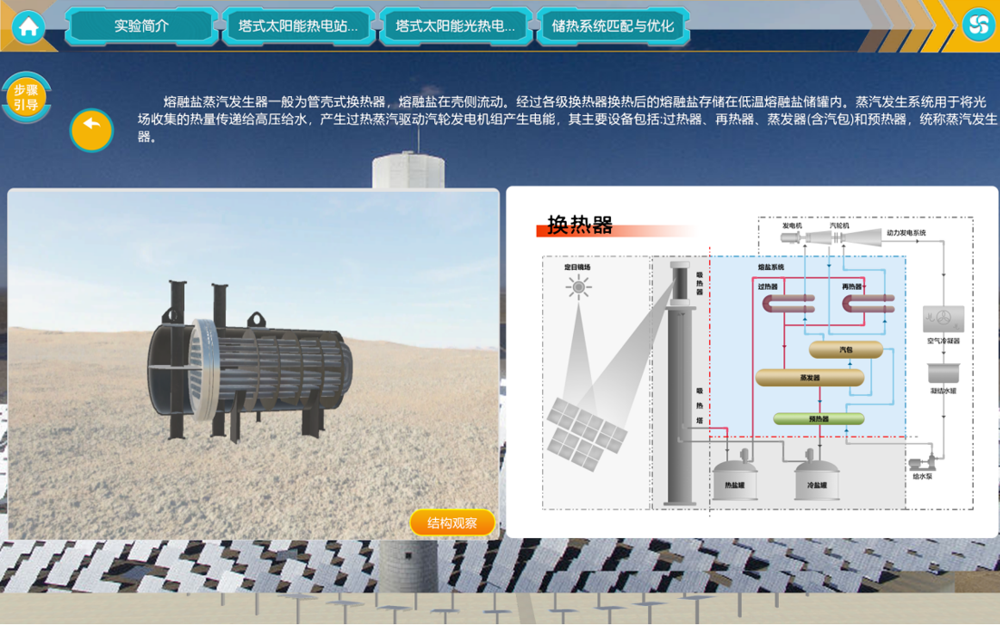 实验简介
塔式太阳能热电站...
塔式太阳能光热电...
储热系统匹配与优化
步骤
引导
熔融盐蒸汽发生器一般为管壳式换热器，熔融盐在壳侧流动。经过各级换热器换热后的熔融盐存储在低温熔融盐储罐内。蒸汽发生系统用于将光
场收集的热量传递给高压给水，产生过热蒸汽驱动汽轮发电机组产生电能，其主要设备包括:过热器、再热器、蒸发器(含汽包)和预热器，统称蒸汽发生
器。
结构观察
换热器
发电机
汽轮机
动力发电系统
定日镜场
吸热器
熔盐系统
过热器
再热器
空气冷凝器
汽包
凝结水罐
蒸发器
吸热塔
预热器
给水泵
热盐罐
冷盐罐